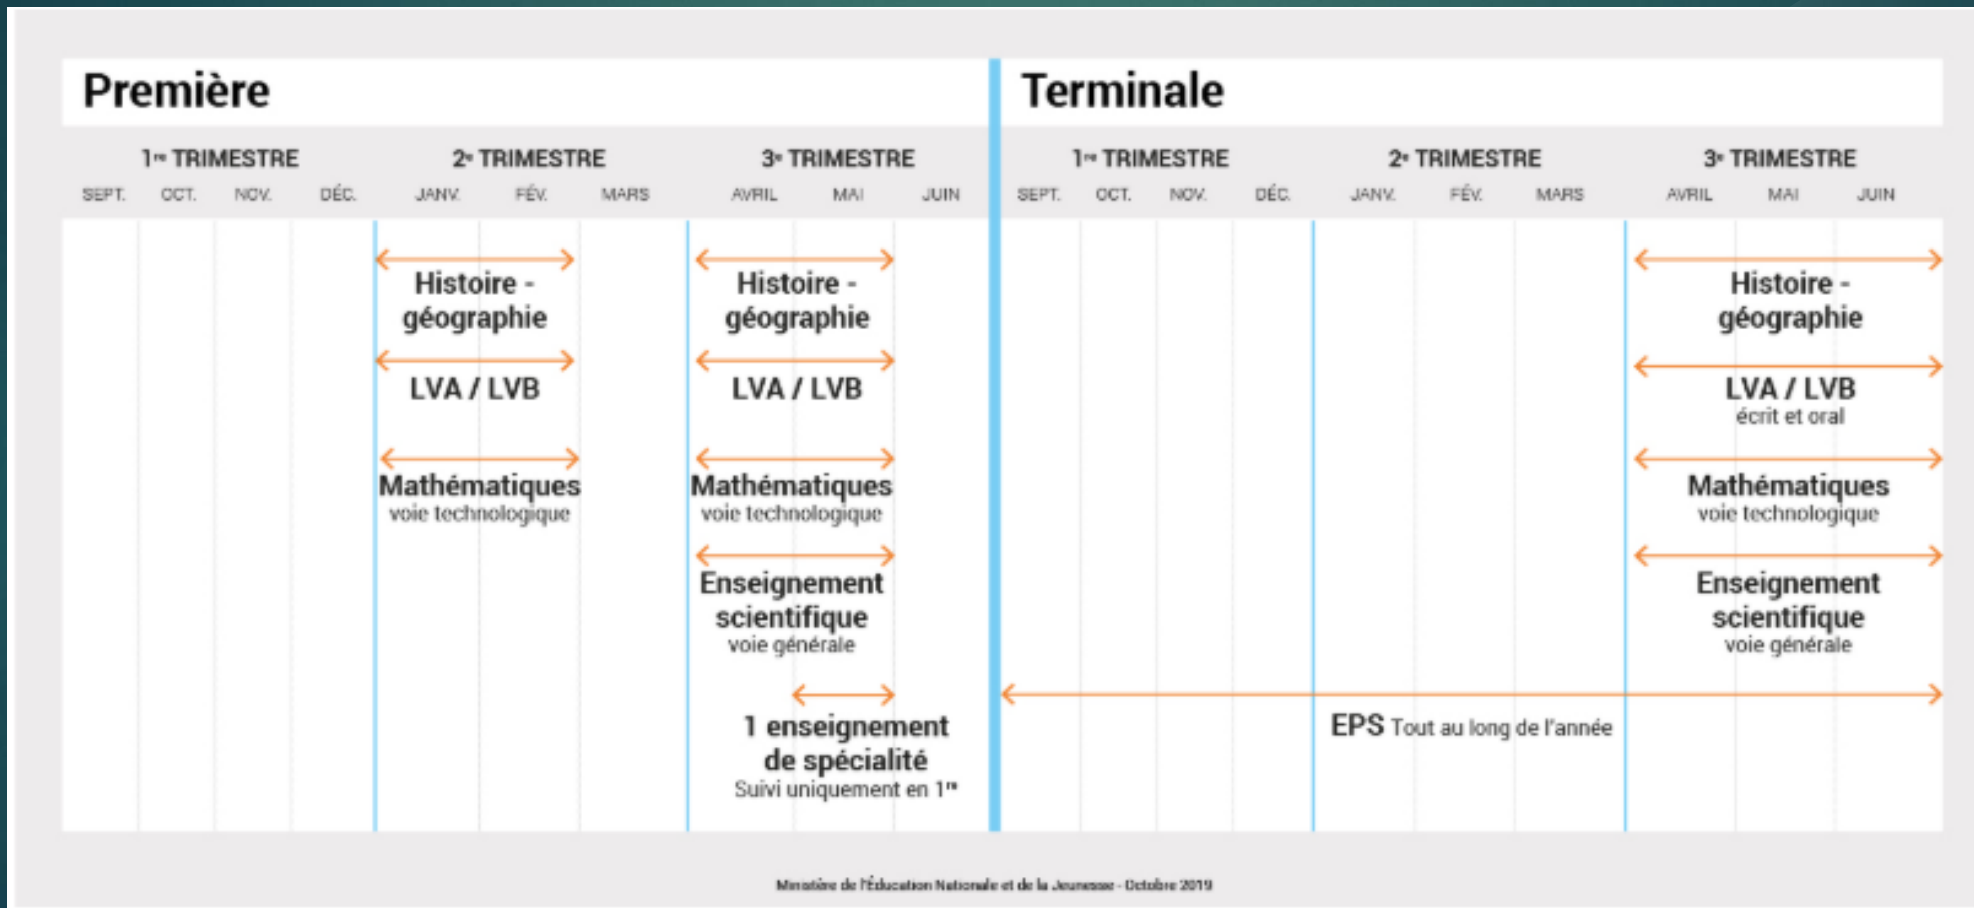 Première
Terminale
1re TRIMESTRE
2e TRIMESTRE
3e TRIMESTRE
1re TRIMESTRE
2e TRIMESTRE
3e TRIMESTRE
SEPT. OCT. NOV. DÉC. JANV. FÉV. MARS AVRIL MAI JUIN
SEPT. OCT. NOV. DÉC. JANV. FÉV. MARS AVRIL MAI JUIN
Histoire -
géographie
LVA / LVB
Mathématiques
voie technologique
Histoire -
géographie
LVA / LVB
Mathématiques
voie technologique
Enseignement
scientifique
voie générale
1 enseignement
de spécialité
Suivi uniquement en 1re
Histoire -
géographie
LVA / LVB
écrit et oral
Mathématiques
voie technologique
Enseignement
scientifique
voie générale
EPS Tout au long de l'année
Ministère de l'Éducation Nationale et de la Jeunesse - Octobre 2019